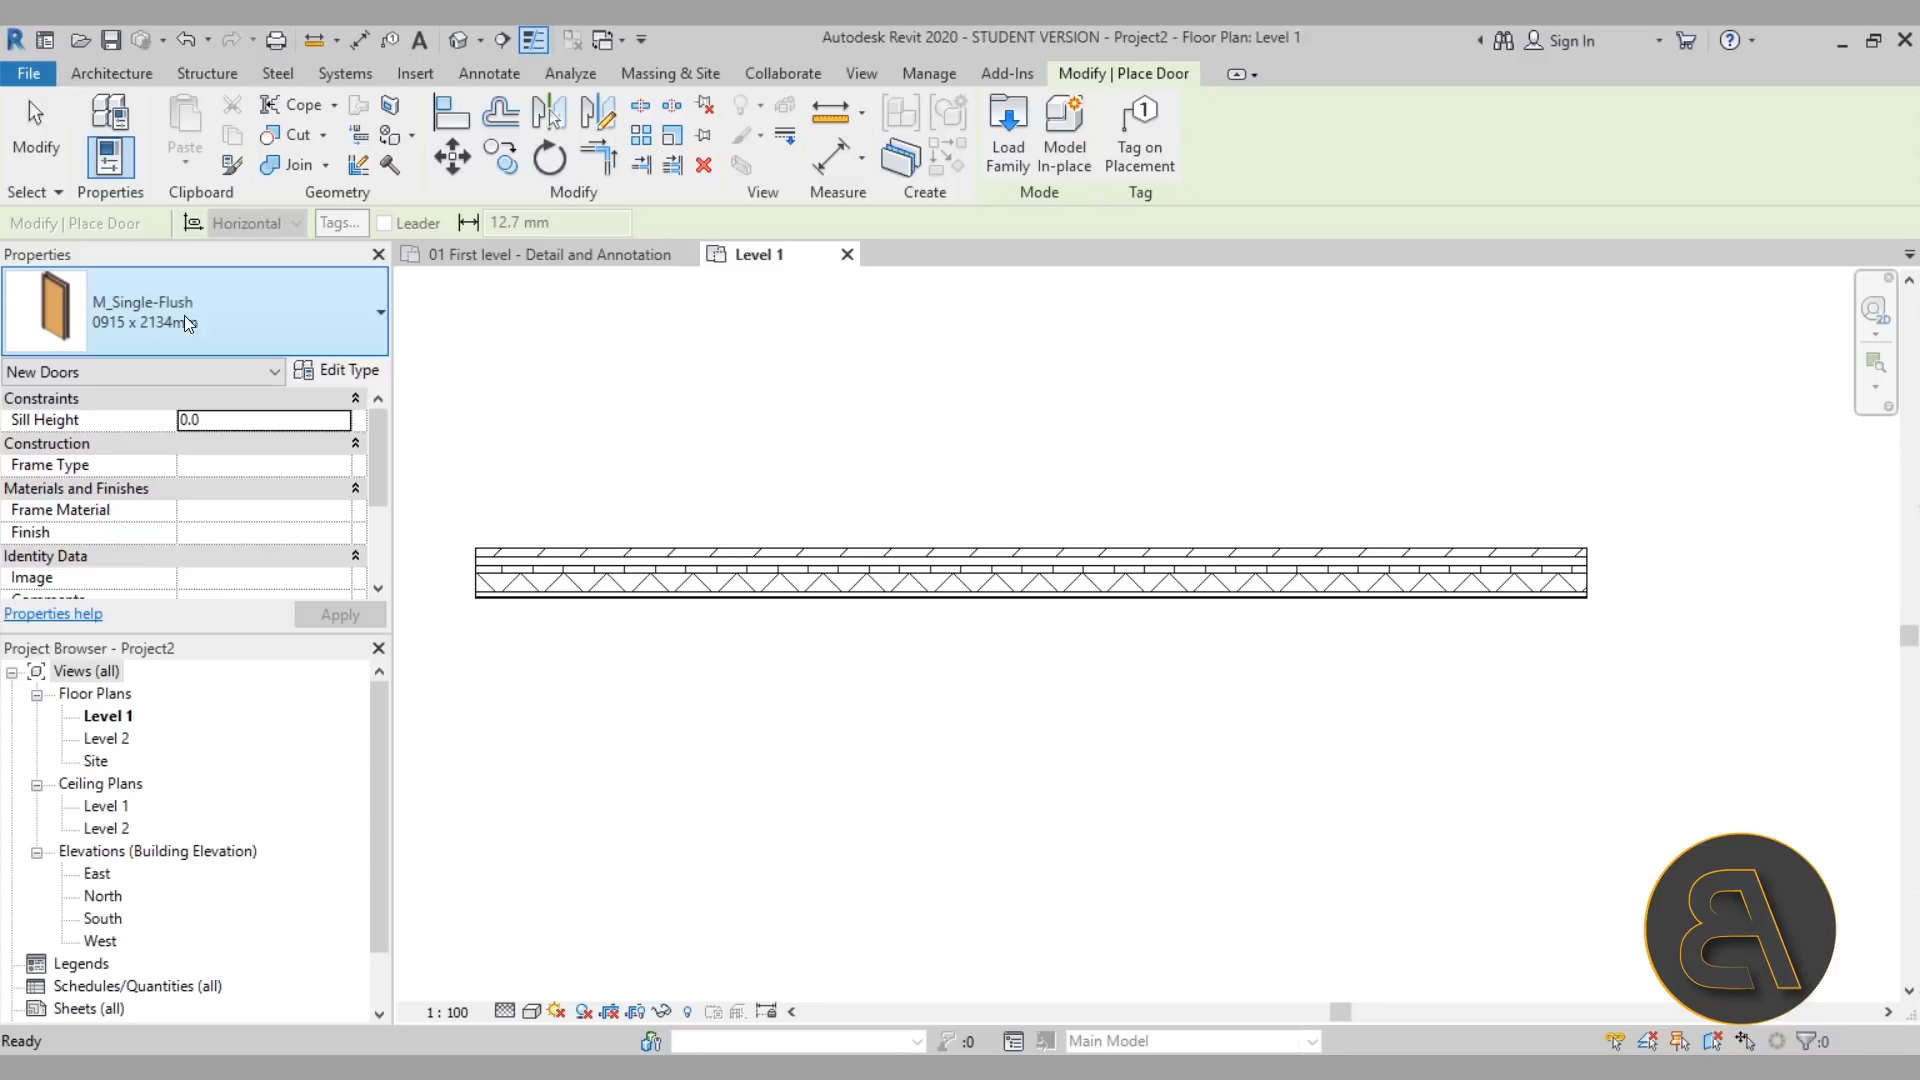 Autodesk Revit 2020 - STUDENT VERSION - Project2 - Floor Plan: Level 1
Sign In
File Architecture Structure Steel Systems Insert Annotate Analyze Massing & Site Collaborate View Manage Add-Ins Modify | Place Door
Modify
Paste
Cope
Cut
Join
Load Family
Model In-place
Tag on Placement
Select Properties Clipboard Geometry Modify View Measure Create Mode Tag
Modify | Place Door Horizontal Tags... Leader 12.7 mm
Properties
01 First level - Detail and Annotation
Level 1
M_Single-Flush
0915 x 2134mm
New Doors Edit Type
Constraints
Sill Height 0.0
Construction
Frame Type
Materials and Finishes
Frame Material
Finish
Identity Data
Image
Properties help Apply
Project Browser - Project2
Views (all)
Floor Plans
Level 1
Level 2
Site
Ceiling Plans
Level 1
Level 2
Elevations (Building Elevation)
East
North
South
West
Legends
Schedules/Quantities (all)
Sheets (all)
2D
1 : 100
Ready
:0
Main Model
:0